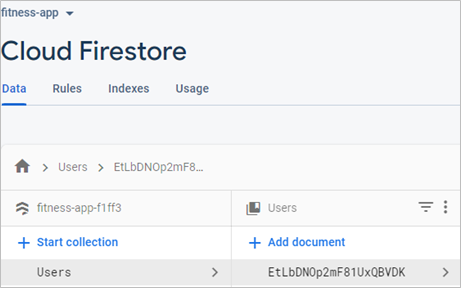 fitness-app
Cloud Firestore
Data Rules Indexes Usage
Users EtLbDNOp2mF8...
fitness-app-f1ff3 Users
+ Start collection + Add document
Users EtLbDNOp2mF81UxQBVDK